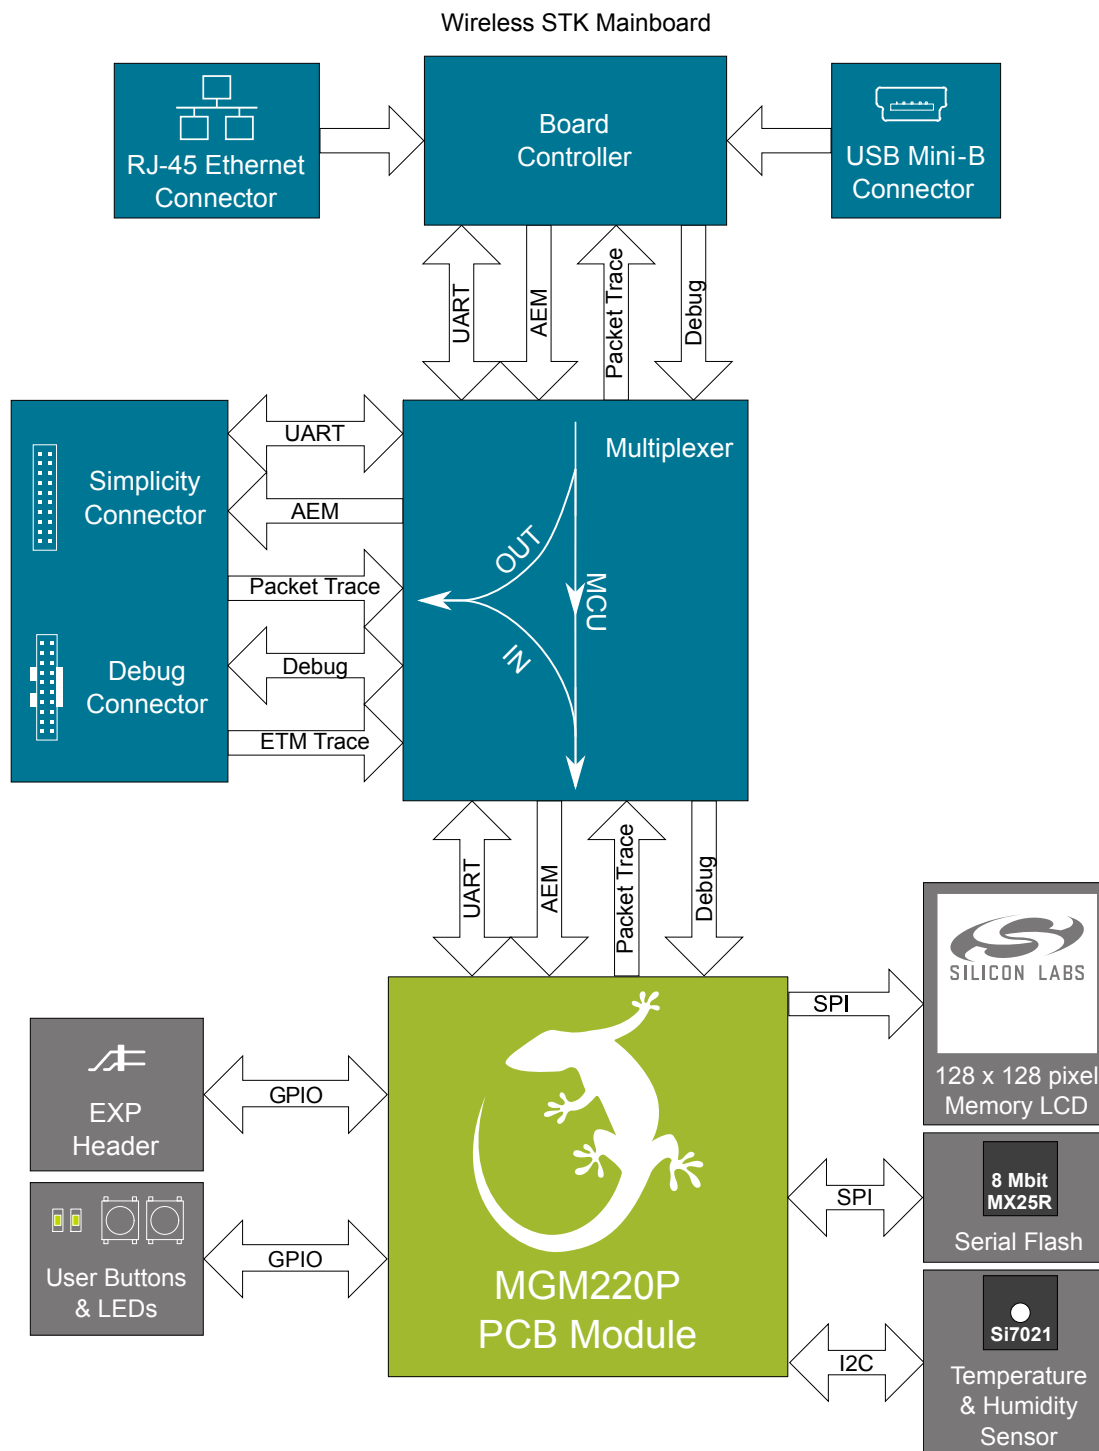 Wireless STK Mainboard
RJ-45 Ethernet
Connector
Board
Controller
USB Mini-B
Connector
UART
AEM
Packet Trace
Debug
Simplicity
Connector
Debug
Connector
UART
AEM
Packet Trace
Debug
ETM Trace
Multiplexer
OUT
MCU
IN
UART
AEM
Packet Trace
Debug
EXP
Header
GPIO
User Buttons
& LEDs
GPIO
MGM220P
PCB Module
SPI
SILICON LABS
128 x 128 pixel
Memory LCD
SPI
8 Mbit
MX25R
Serial Flash
I2C
Si7021
Temperature
& Humidity
Sensor